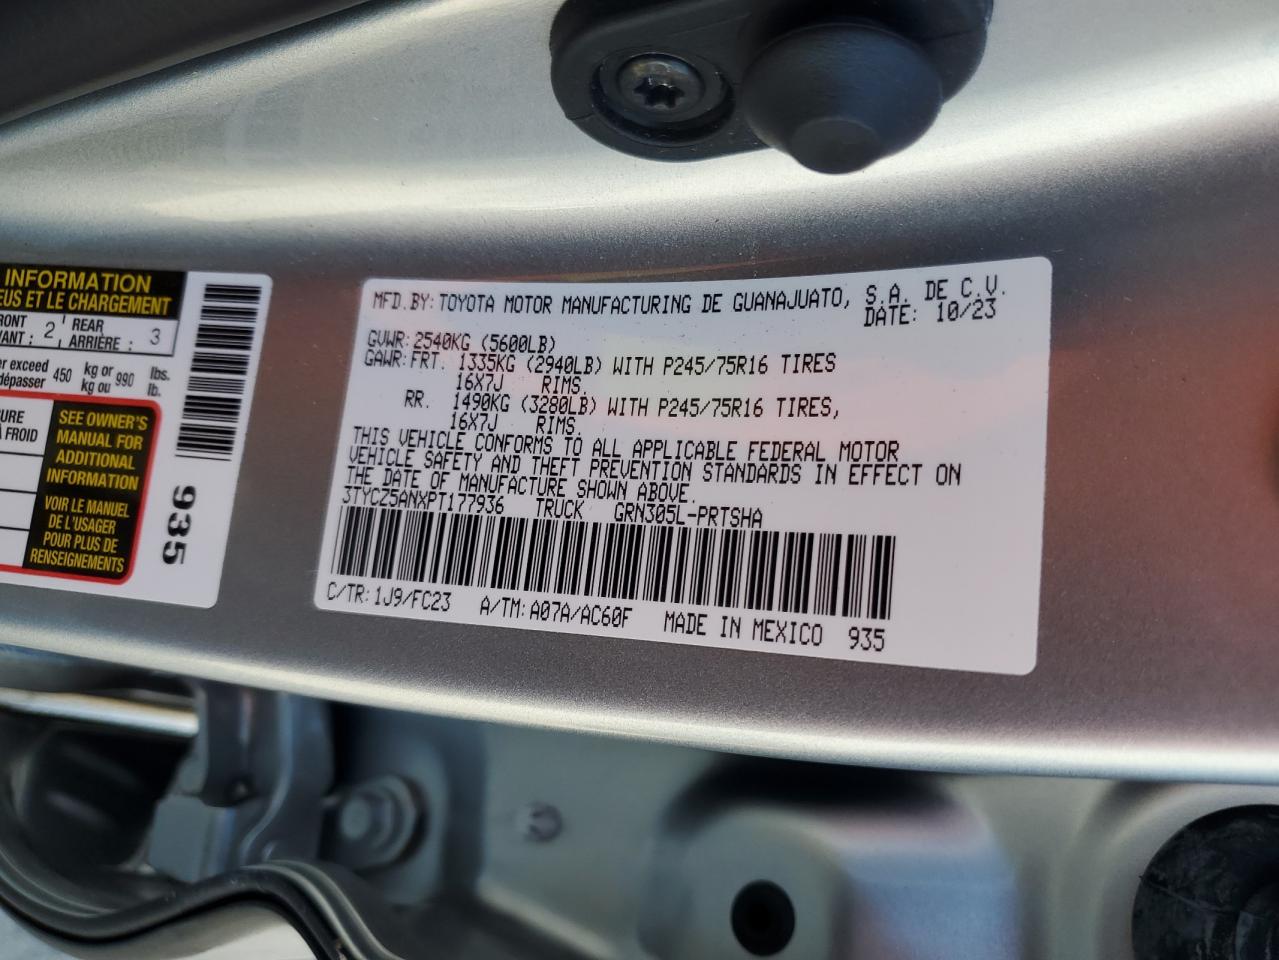 INFORMATION
EUS ET LE CHARGEMENT
RONT 2 REAR 3
VANT : ARRIÈRE :
er exceed 450 kg or 990 lbs.
dépasser kg ou lb.
URE
À FROID
SEE OWNER'S
MANUAL FOR
ADDITIONAL
INFORMATION
VOIR LE MANUEL
DE L'USAGER
POUR PLUS DE
RENSEIGNEMENTS
935
MFD.BY: TOYOTA MOTOR MANUFACTURING DE GUANAJUATO, S.A. DE C.V.
DATE: 10/23
GVWR: 2540KG (5600LB)
GAWR: FRT. 1335KG (2940LB) WITH P245/75R16 TIRES
16X7J RIMS,
RR. 1490KG (3280LB) WITH P245/75R16 TIRES,
16X7J RIMS.
THIS VEHICLE CONFORMS TO ALL APPLICABLE FEDERAL MOTOR
VEHICLE SAFETY AND THEFT PREVENTION STANDARDS IN EFFECT ON
THE DATE OF MANUFACTURE SHOWN ABOVE.
3TYCZ5ANXPT177936 TRUCK GRN305L-PRTSHA
C/TR: 1J9/FC23 A/TM: A07A/AC60F MADE IN MEXICO 935